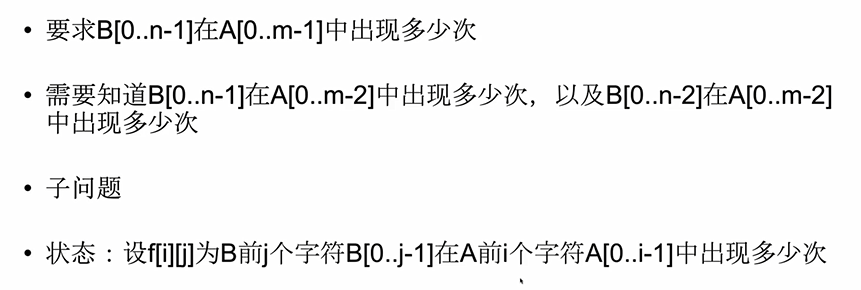 • 要求B[0..n-1]在A[0..m-1]中出现多少次
• 需要知道B[0..n-1]在A[0..m-2]中出现多少次，以及B[0..n-2]在A[0..m-2]
中出现多少次
• 子问题
• 状态：设f[i][j]为B前j个字符B[0..j-1]在A前i个字符A[0..i-1]中出现多少次